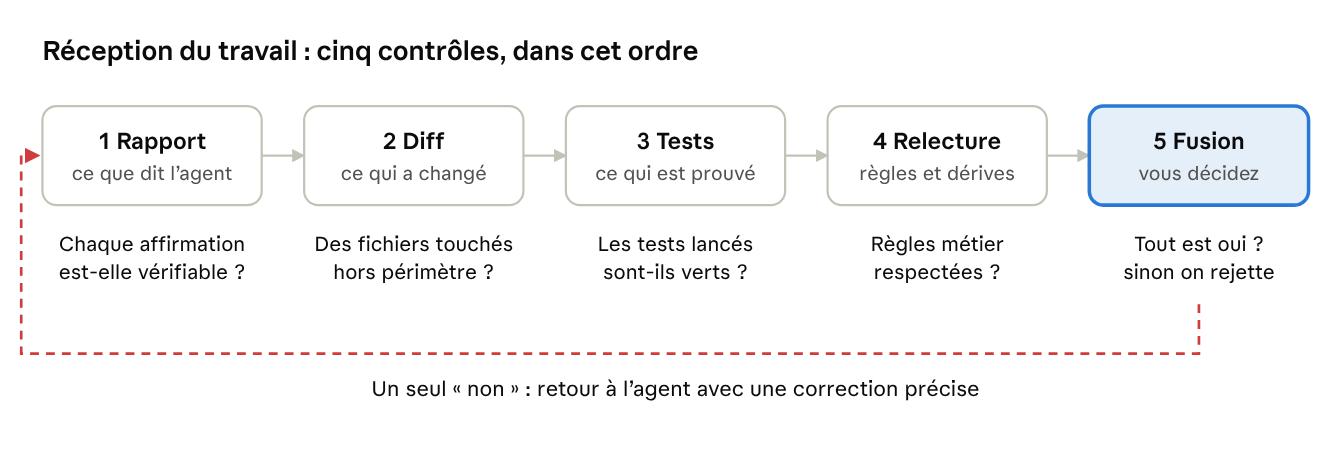 Réception du travail : cinq contrôles, dans cet ordre
1 Rapport
ce que dit l’agent
2 Diff
ce qui a changé
3 Tests
ce qui est prouvé
4 Relecture
règles et dérives
5 Fusion
vous décidez
Chaque affirmation
est-elle vérifiable ?
Des fichiers touchés
hors périmètre ?
Les tests lancés
sont-ils verts ?
Règles métier
respectées ?
Tout est oui ?
sinon on rejette
Un seul « non » : retour à l’agent avec une correction précise